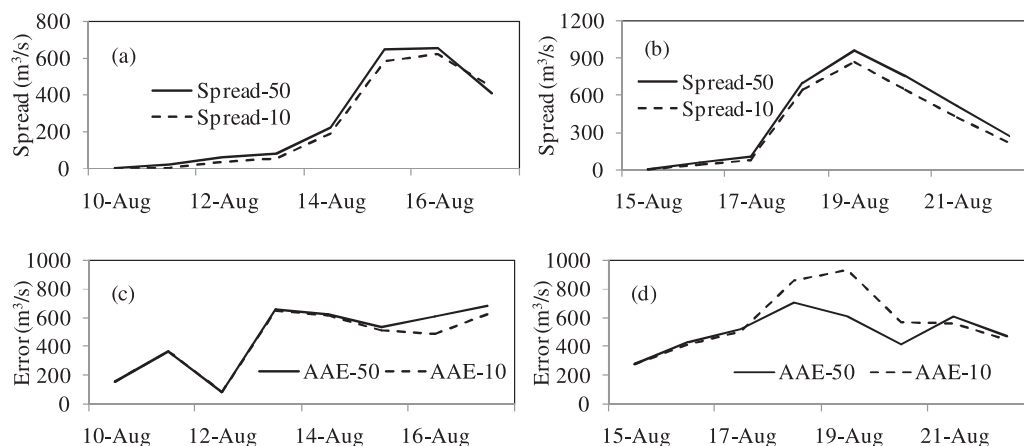 800
600
400
200
0
Spread (m³/s)
(a)
Spread-50
Spread-10
10-Aug 12-Aug 14-Aug 16-Aug
1200
900
600
300
0
Spread (m³/s)
(b)
Spread-50
Spread-10
15-Aug 17-Aug 19-Aug 21-Aug
1000
800
600
400
200
0
Error (m³/s)
(c)
AAE-50 AAE-10
10-Aug 12-Aug 14-Aug 16-Aug
1000
800
600
400
200
0
Error (m³/s)
(d)
AAE-50 AAE-10
15-Aug 17-Aug 19-Aug 21-Aug